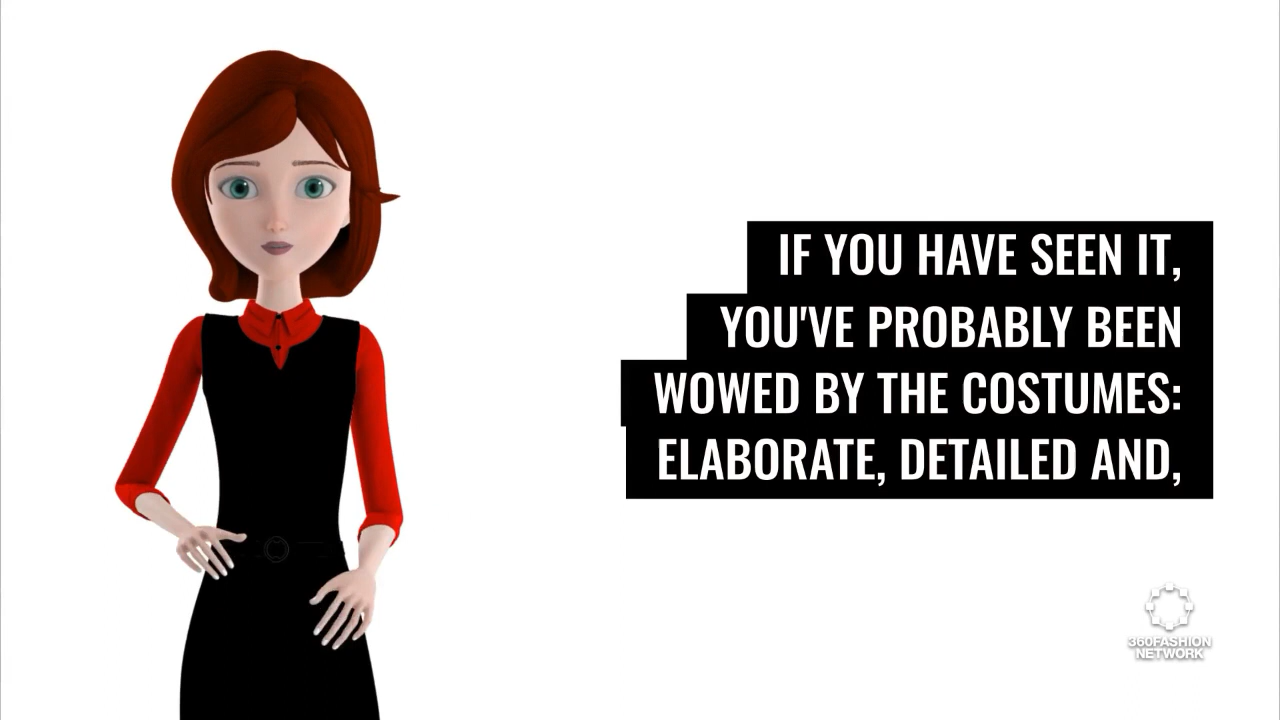 IF YOU HAVE SEEN IT,
YOU'VE PROBABLY BEEN
WOWED BY THE COSTUMES:
ELABORATE, DETAILED AND,
360FASHION
NETWORK